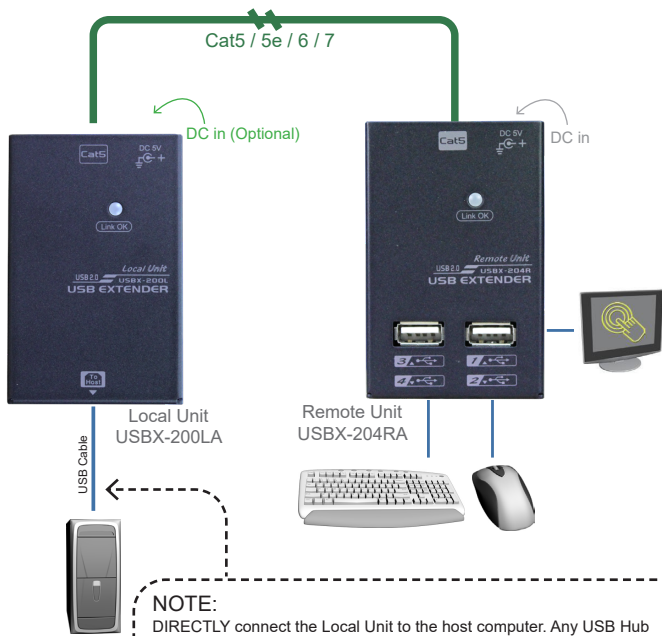 Cat5 / 5e / 6 / 7
DC in (Optional)
DC in
Cat5
DC 5V
Link OK
Local Unit
USB 2.0 USBX-200L
USB EXTENDER
To
Host
Cat5
DC 5V
Link OK
Remote Unit
USB 2.0 USBX-204R
USB EXTENDER
3 1
4 2
Local Unit
USBX-200LA
Remote Unit
USBX-204RA
USB Cable
NOTE:
DIRECTLY connect the Local Unit to the host computer. Any USB Hub